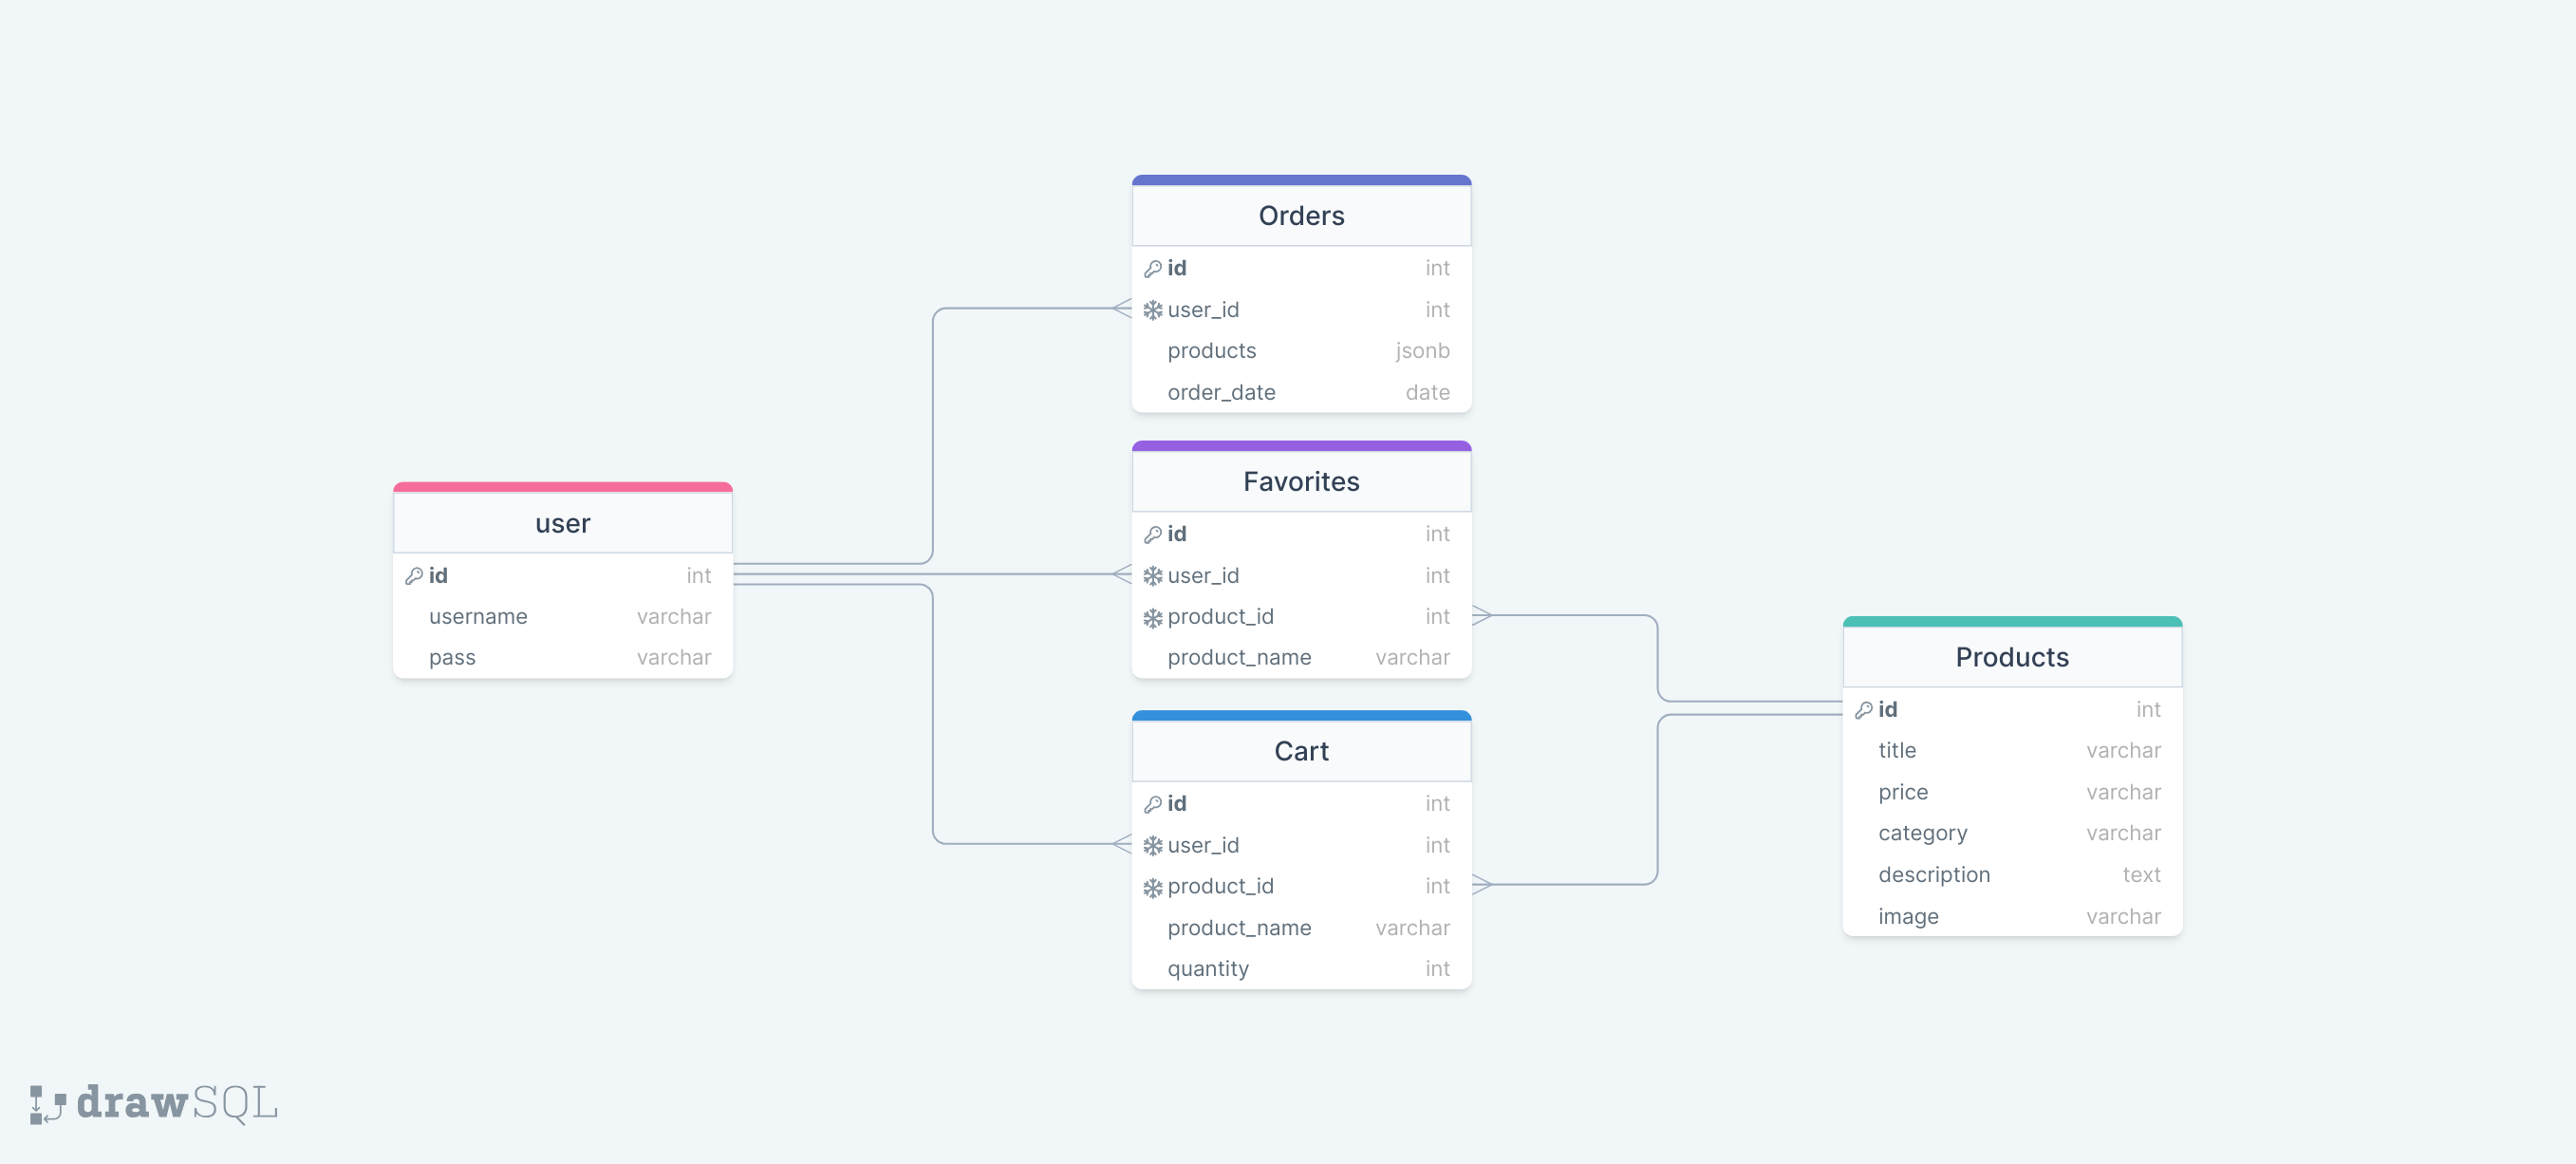 Orders
id int
user_id int
products jsonb
order_date date
Favorites
id int
user_id int
product_id int
product_name varchar
user
id int
username varchar
pass varchar
Cart
id int
user_id int
product_id int
product_name varchar
quantity int
Products
id int
title varchar
price varchar
category varchar
description text
image varchar
drawSQL